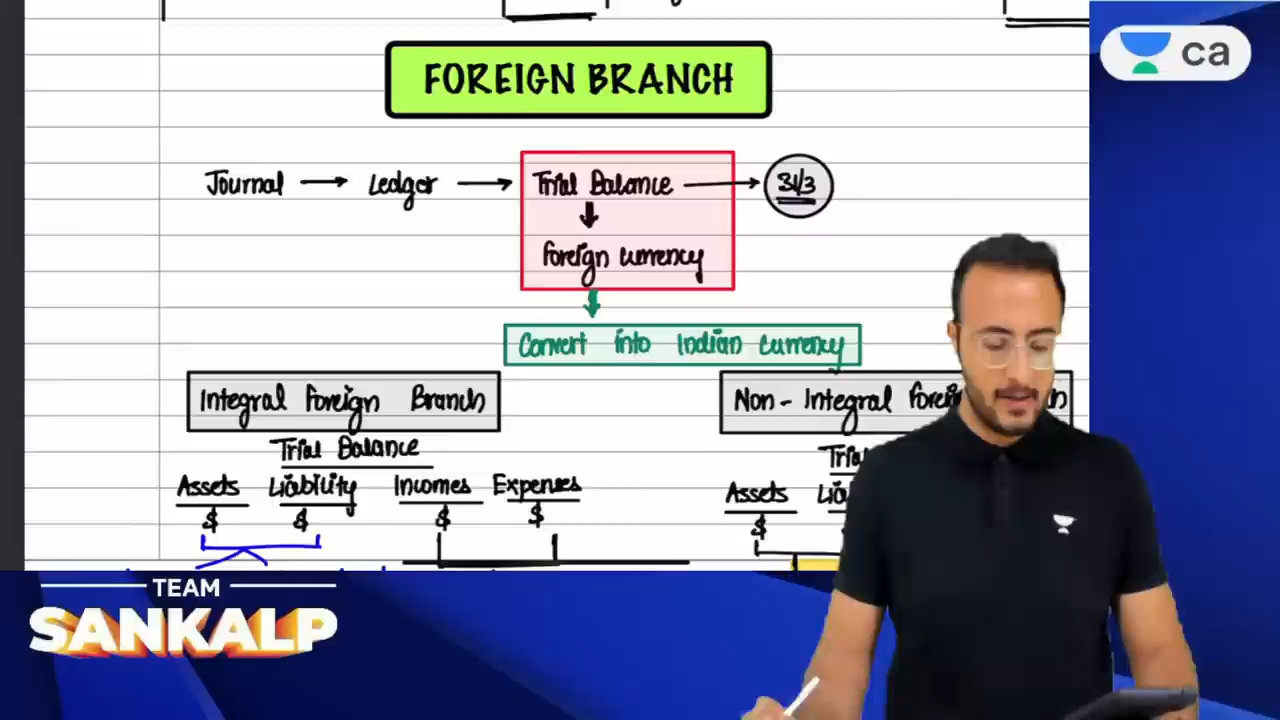 ca
FOREIGN BRANCH
Journal → Ledger → Trial Balance → 31/3
Foreign currency
Convert into Indian currency
Integral Foreign Branch
Non-Integral
Trial Balance
Assets Liability Incomes Expenses
Assets
$ $ $ $
$
TEAM
SANKALP